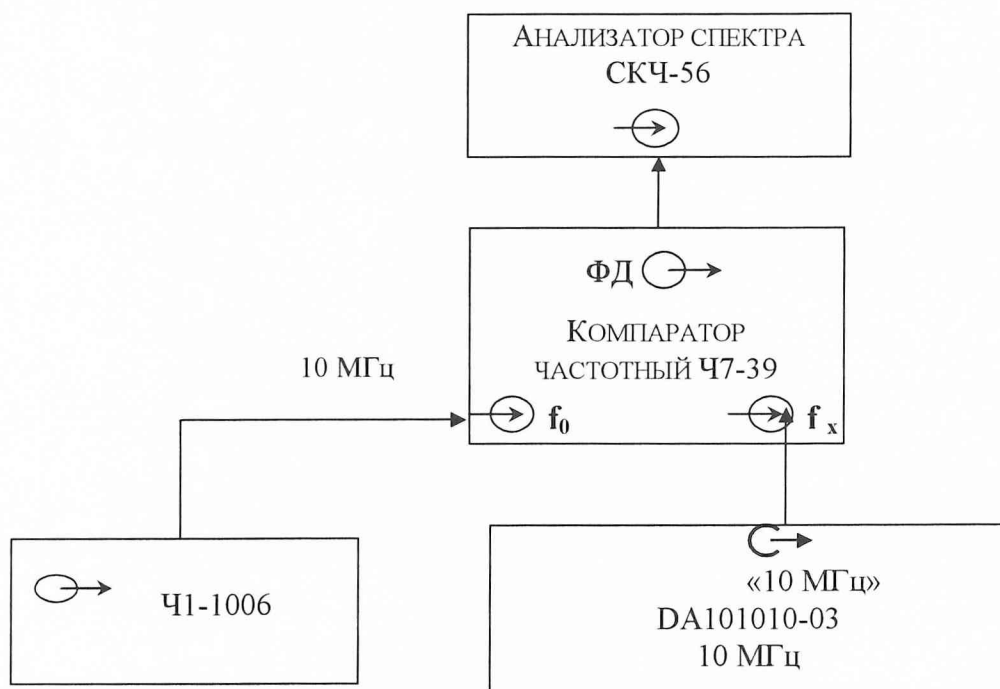 АНАЛИЗАТОР СПЕКТРА
СКЧ-56
ФД
КОМПАРАТОР
ЧАСТОТНЫЙ Ч7-39
10 МГц
f₀
f ₓ
Ч1-1006
«10 МГц»
DA101010-03
10 МГц